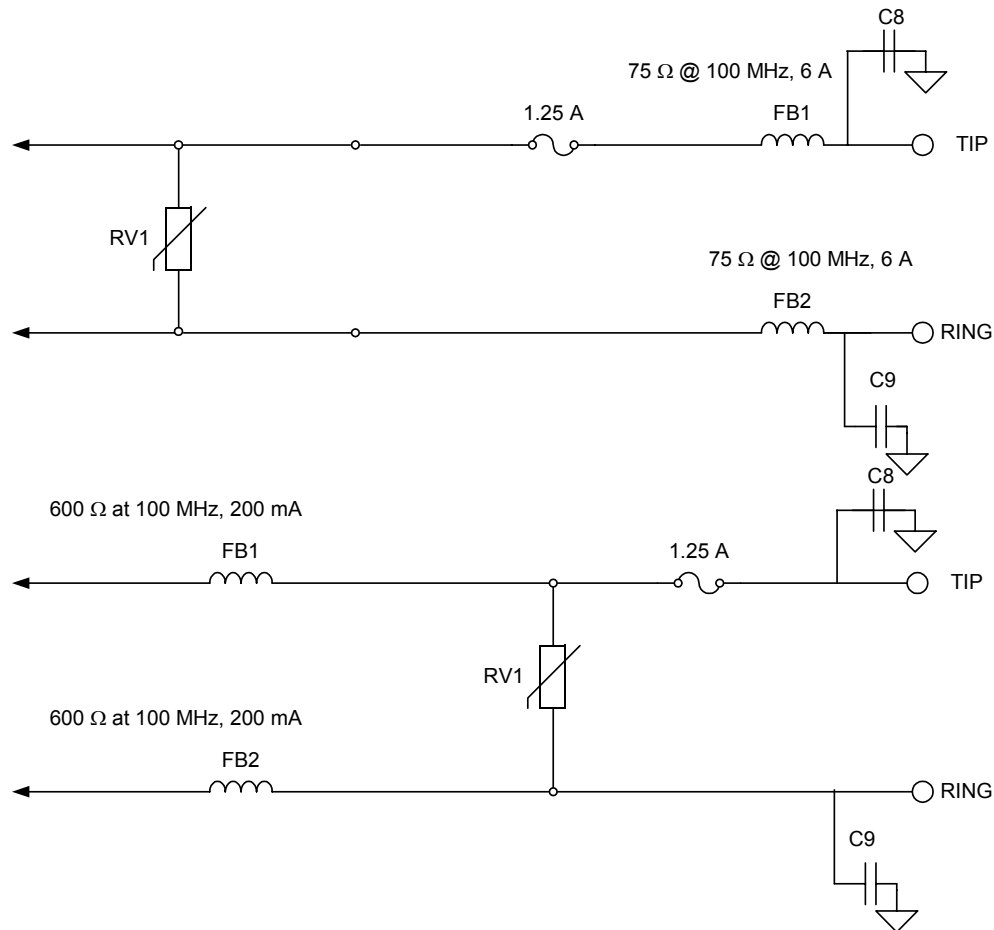 C8
75 Ω @ 100 MHz, 6 A
1.25 A
FB1
TIP
RV1
75 Ω @ 100 MHz, 6 A
FB2
RING
C9
C8
600 Ω at 100 MHz, 200 mA
FB1
1.25 A
TIP
RV1
600 Ω at 100 MHz, 200 mA
FB2
RING
C9